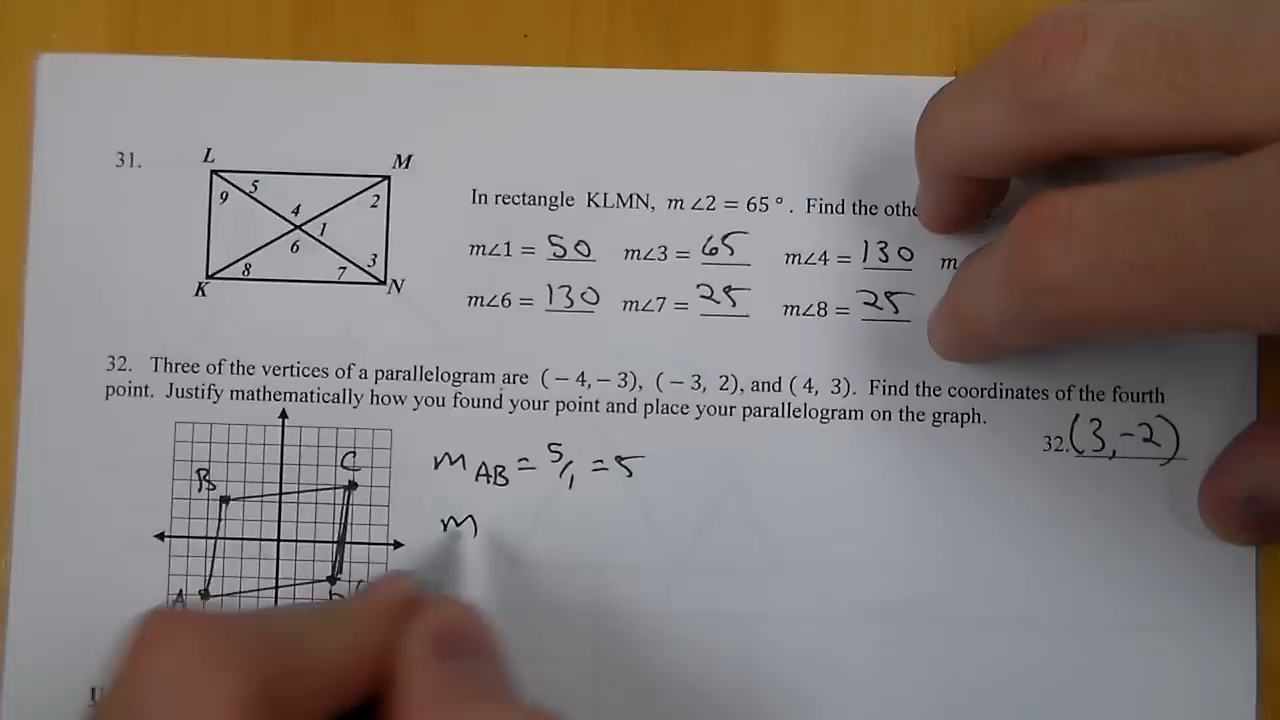 31.
L
M
9 5 4 1 2
6 3
8 7
K
N
In rectangle KLMN, m∠2 = 65°. Find the
m∠1 = 50 m∠3 = 65 m∠4 = 130 m
m∠6 = 130 m∠7 = 25 m∠8 = 25
32. Three of the vertices of a parallelogram are (−4,−3), (−3, 2), and (4, 3). Find the coordinates of the fourth
point. Justify mathematically how you found your point and place your parallelogram on the graph.
32. (3,−2)
B
C
A
m AB = 5/1 = 5
m